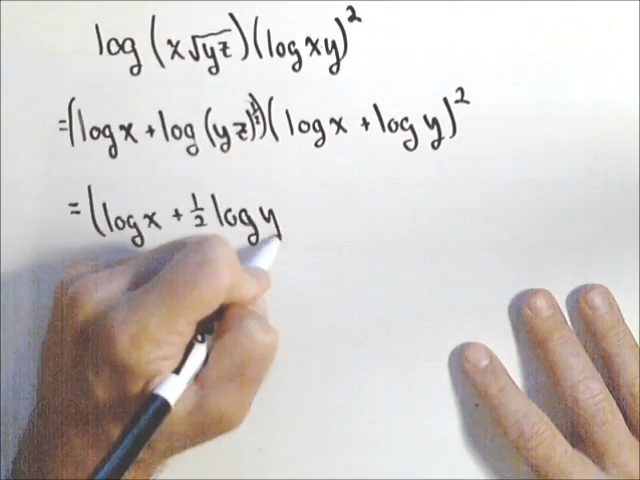 log(x√yz)(log xy)²
=(log x + log(yz)^½)(log x + log y)²
=(log x + ½ log y